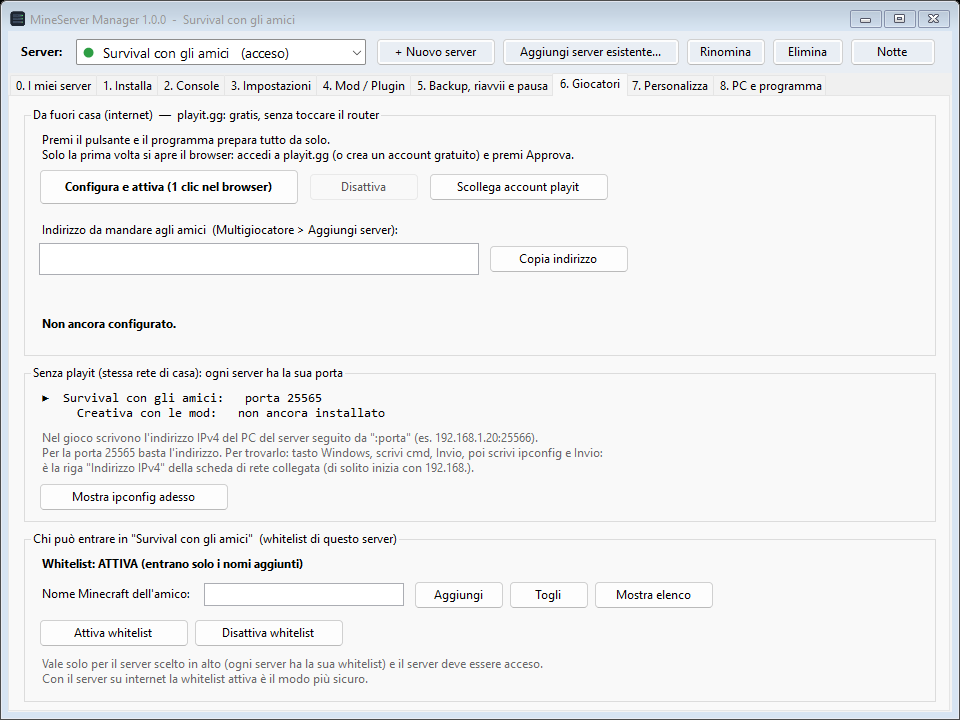 MineServer Manager 1.0.0 - Survival con gli amici
Server: Survival con gli amici (acceso) + Nuovo server Aggiungi server esistente... Rinomina Elimina Notte
0. I miei server 1. Installa 2. Console 3. Impostazioni 4. Mod / Plugin 5. Backup, riavvii e pausa 6. Giocatori 7. Personalizza 8. PC e programma
Da fuori casa (internet) — playit.gg: gratis, senza toccare il router
Premi il pulsante e il programma prepara tutto da solo.
Solo la prima volta si apre il browser: accedi a playit.gg (o crea un account gratuito) e premi Approva.
Configura e attiva (1 clic nel browser) Disattiva Scollega account playit
Indirizzo da mandare agli amici (Multigiocatore > Aggiungi server):
Copia indirizzo
Non ancora configurato.
Senza playit (stessa rete di casa): ogni server ha la sua porta
► Survival con gli amici: porta 25565
Creativa con le mod: non ancora installato
Nel gioco scrivono l'indirizzo IPv4 del PC del server seguito da ":porta" (es. 192.168.1.20:25566).
Per la porta 25565 basta l'indirizzo. Per trovarlo: tasto Windows, scrivi cmd, Invio, poi scrivi ipconfig e Invio:
è la riga "Indirizzo IPv4" della scheda di rete collegata (di solito inizia con 192.168.).
Mostra ipconfig adesso
Chi può entrare in "Survival con gli amici" (whitelist di questo server)
Whitelist: ATTIVA (entrano solo i nomi aggiunti)
Nome Minecraft dell'amico: Aggiungi Togli Mostra elenco
Attiva whitelist Disattiva whitelist
Vale solo per il server scelto in alto (ogni server ha la sua whitelist) e il server deve essere acceso.
Con il server su internet la whitelist attiva è il modo più sicuro.